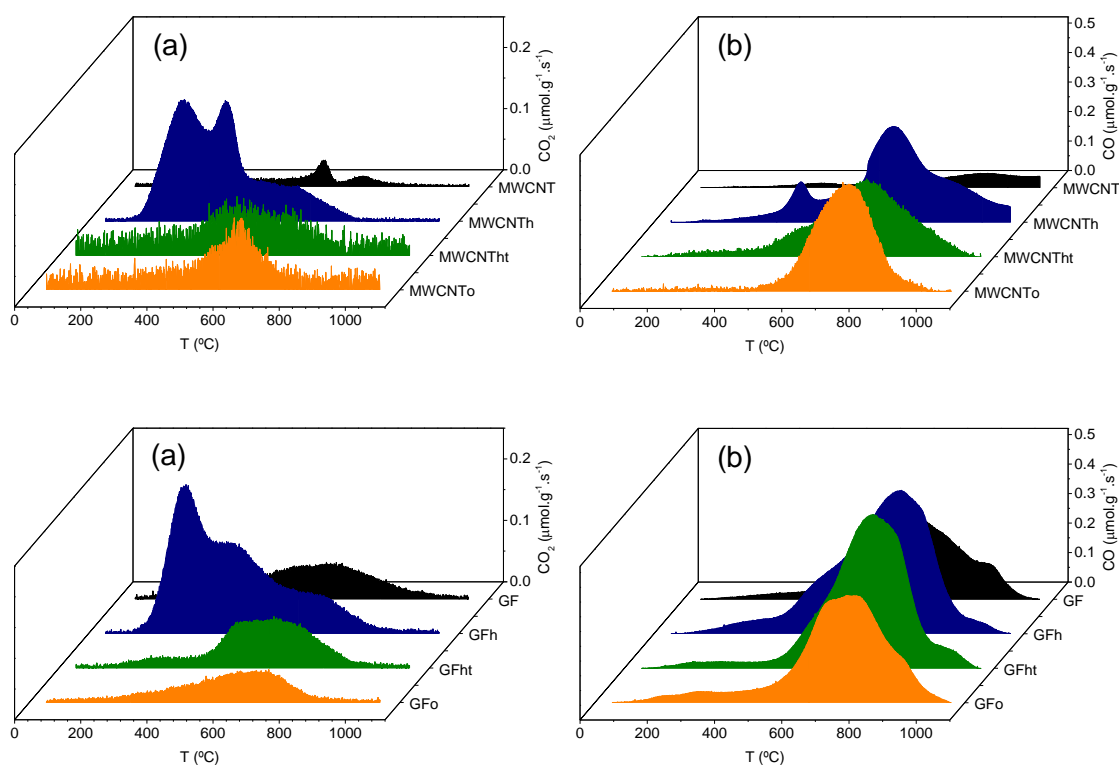 (a)
0.2
0.1
0.0
CO2 (μmol.g-1.s-1)
MWCNT
MWCNTh
MWCNTht
MWCNTo
0 200 400 600 800 1000
T (ºC)
(b)
0.5
0.4
0.3
0.2
0.1
0.0
CO (μmol.g-1.s-1)
MWCNT
MWCNTh
MWCNTht
MWCNTo
0 200 400 600 800 1000
T (ºC)
(a)
0.2
0.1
0.0
CO2 (μmol.g-1.s-1)
GF
GFh
GFht
GFo
0 200 400 600 800 1000
T (ºC)
(b)
0.5
0.4
0.3
0.2
0.1
0.0
CO (μmol.g-1.s-1)
GF
GFh
GFht
GFo
0 200 400 600 800 1000
T (ºC)